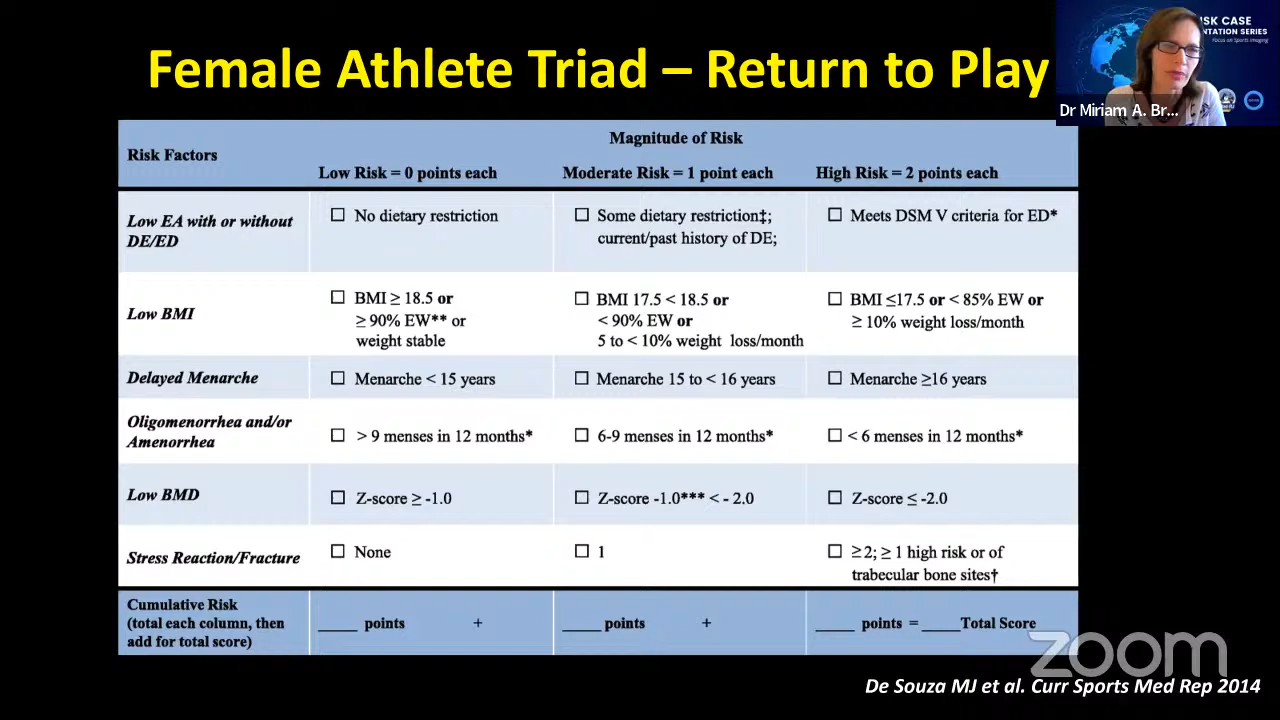 Female Athlete Triad – Return to Play
ISK CASE
NTATION SERIES
Focus on Sports Imaging
Dr Miriam A. Br...
Risk Factors
Magnitude of Risk
Low Risk = 0 points each
Moderate Risk = 1 point each
High Risk = 2 points each
Low EA with or without
DE/ED
☐ No dietary restriction
☐ Some dietary restriction‡;
current/past history of DE;
☐ Meets DSM V criteria for ED*
Low BMI
☐ BMI ≥ 18.5 or
≥ 90% EW** or
weight stable
☐ BMI 17.5 < 18.5 or
< 90% EW or
5 to < 10% weight loss/month
☐ BMI ≤17.5 or < 85% EW or
≥ 10% weight loss/month
Delayed Menarche
☐ Menarche < 15 years
☐ Menarche 15 to < 16 years
☐ Menarche ≥16 years
Oligomenorrhea and/or
Amenorrhea
☐ > 9 menses in 12 months*
☐ 6-9 menses in 12 months*
☐ < 6 menses in 12 months*
Low BMD
☐ Z-score ≥ -1.0
☐ Z-score -1.0*** < - 2.0
☐ Z-score ≤ -2.0
Stress Reaction/Fracture
☐ None
☐ 1
☐ ≥ 2; ≥ 1 high risk or of
trabecular bone sites†
Cumulative Risk
(total each column, then
add for total score)
_____ points +
_____ points +
_____ points = _____Total Score
zoom
De Souza MJ et al. Curr Sports Med Rep 2014